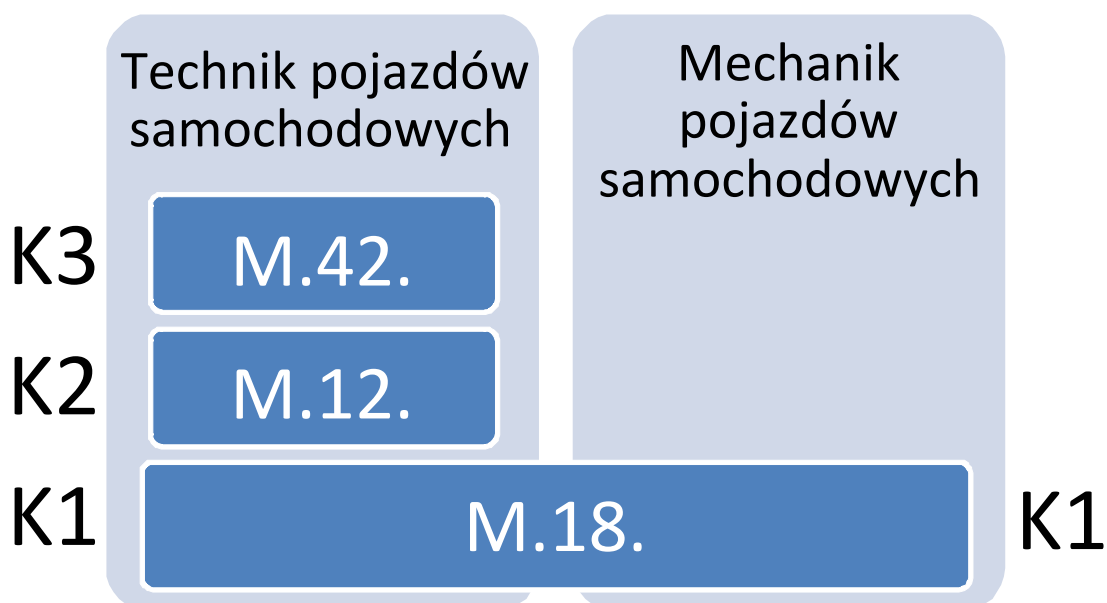 Technik pojazdów
samochodowych
Mechanik
pojazdów
samochodowych
K3
M.42.
K2
M.12.
K1
M.18.
K1